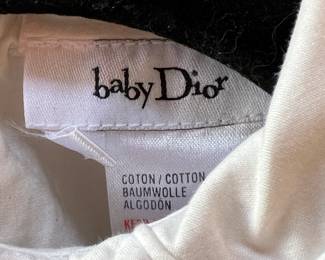 baby Dior
COTON / COTTON
BAUMWOLLE
ALGODÓN